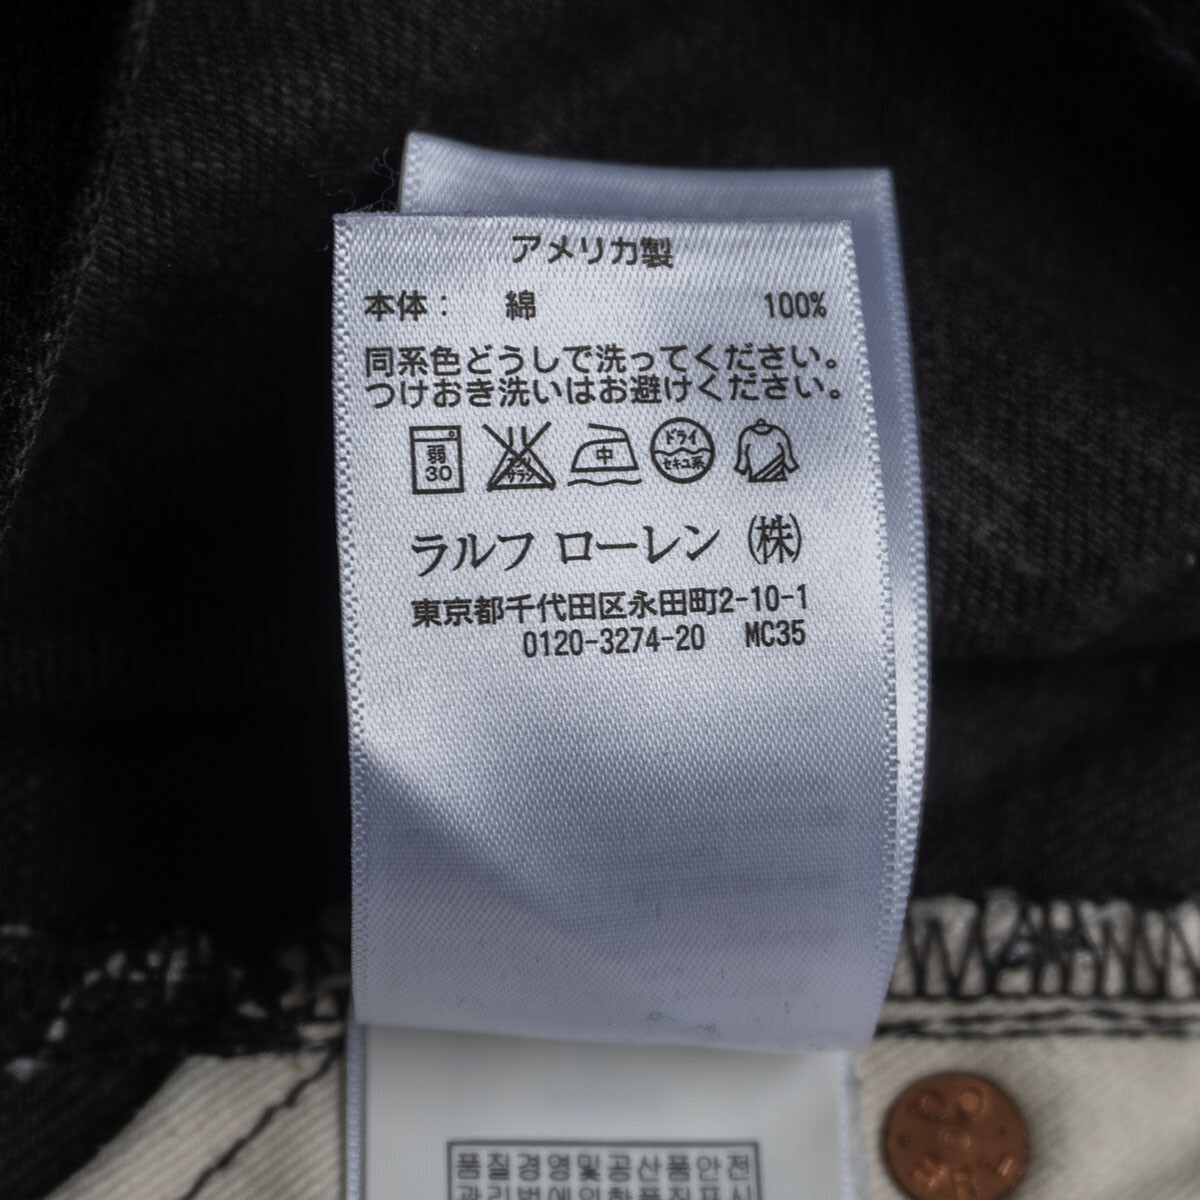 アメリカ製
本体： 綿 100%
同系色どうしで洗ってください。
つけおき洗いはお避けください。
弱 30 中 ドライ セキユ系
ラルフ ローレン ㈱
東京都千代田区永田町2-10-1
0120-3274-20 MC35
품질경영및공산품안전